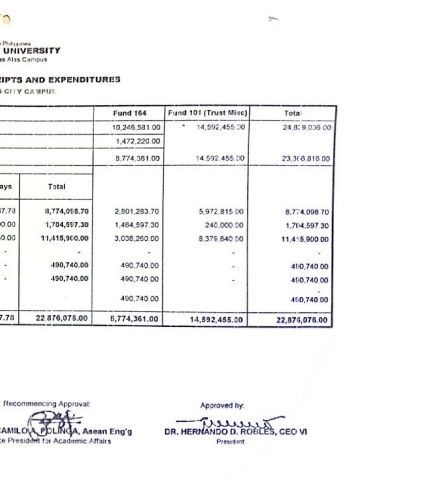 Philippines
UNIVERSITY
as Alas Campus
IPTS AND EXPENDITURES
CITY CAMPUS
Fund 164 Fund 101 (Trust Misc) Total
10,246,581.00 * 14,592,455.00 24,839,036.00
1,472,220.00
8,774,361.00 14,592,455.00 23,366,816.00
ays Total
7.78 8,774,098.70 2,801,283.70 5,972,815.00 8,774,098.70
0.00 1,704,597.30 1,464,597.30 240,000.00 1,704,597.30
0.00 11,415,900.00 3,036,260.00 8,379,640.00 11,415,900.00
- - - -
- 490,740.00 490,740.00 - 490,740.00
- 490,740.00 490,740.00 - 490,740.00
-
490,740.00 490,740.00
7.78 22,876,076.00 8,774,361.00 14,592,455.00 22,876,076.00
Recommencing Approval: Approved by:
AMILO A. POLINGA, Asean Eng'g DR. HERNANDO D. ROBLES, CEO VI
ce President for Academic Affairs President